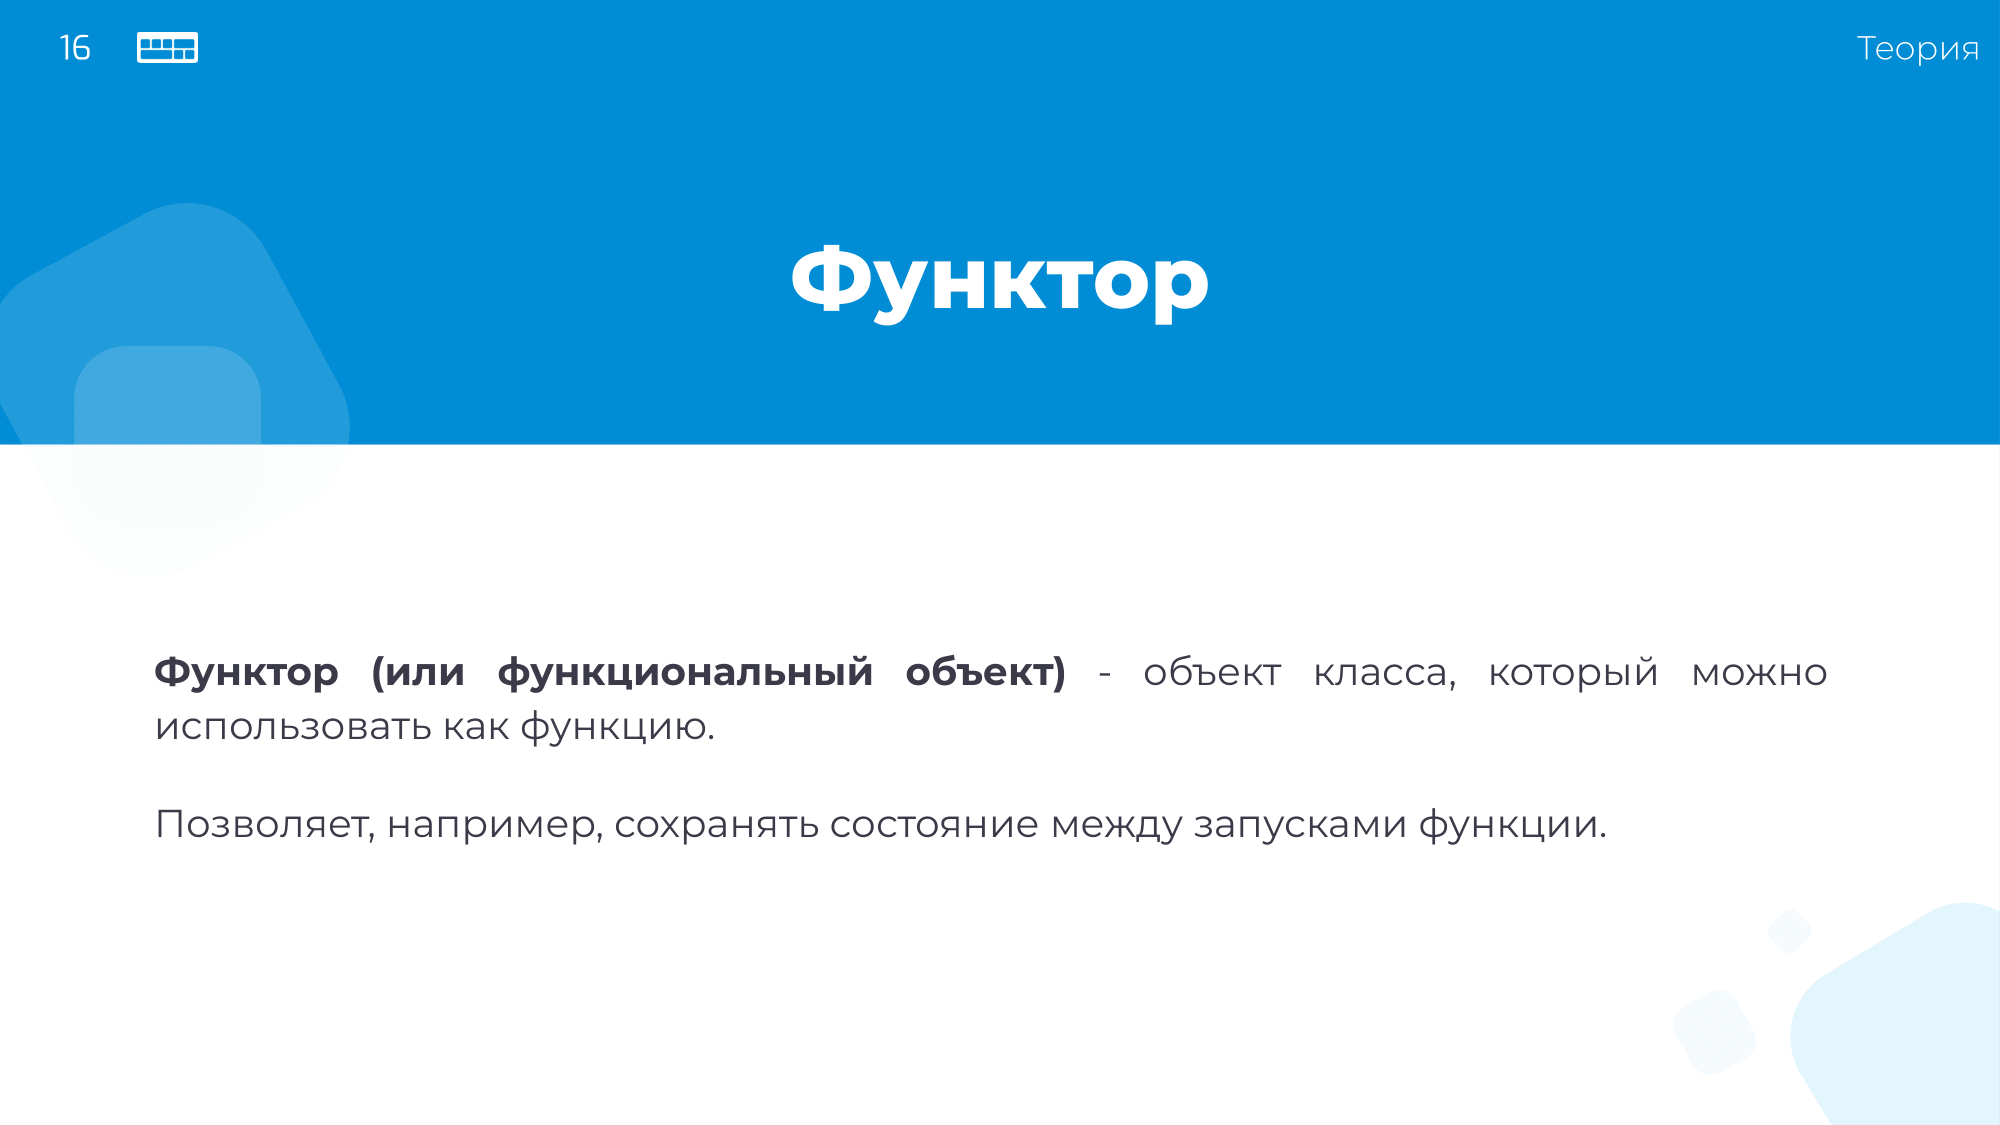 16
Теория
Функтор
Функтор (или функциональный объект) - объект класса, который можно
использовать как функцию.
Позволяет, например, сохранять состояние между запусками функции.